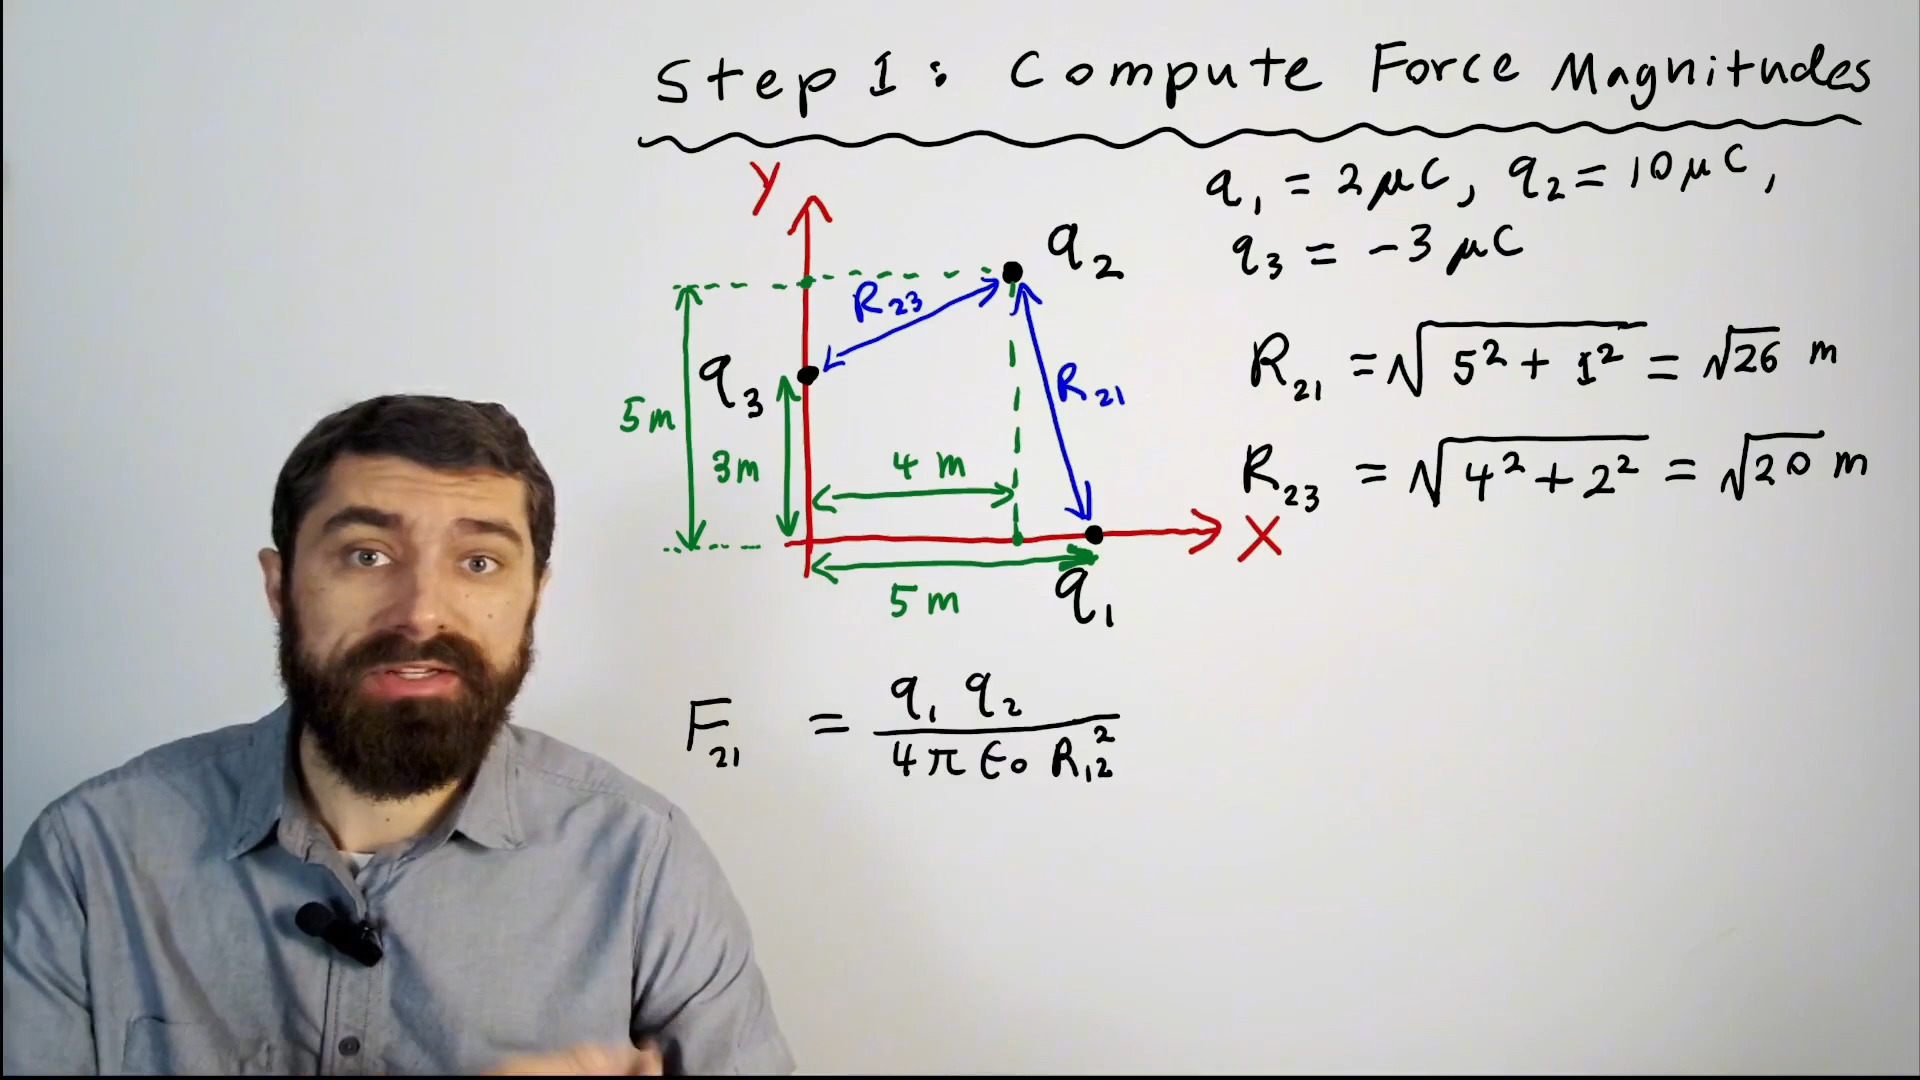 Step 1: Compute Force Magnitudes
q₁ = 2μC, q₂ = 10μC,
q₃ = -3μC
Y
q₂
R₂₃
q₃
R₂₁
5m
3m
4 m
X
5m
q₁
R₂₁ = √(5² + 1²) = √26 m
R₂₃ = √(4² + 2²) = √20 m
F₂₁ = q₁ q₂ / 4π ϵ₀ R₁₂²